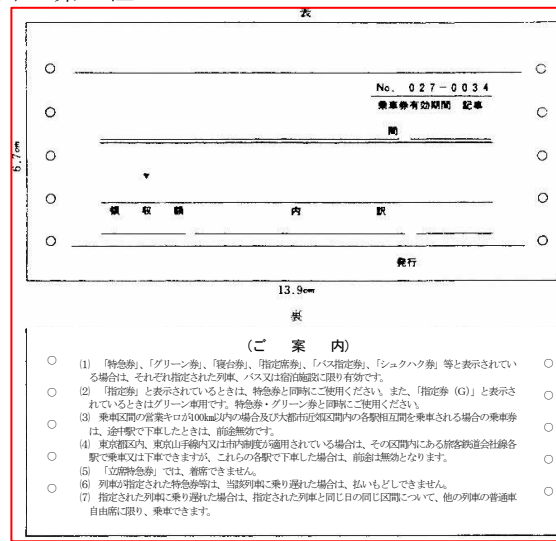 表
No. 027-0034
乗車券有効期間 記事
間
領 収 額 内 訳
発行
6.7cm
13.9cm
裏
(ご 案 内)
(1) 「特急券」、「グリーン券」、「寝台券」、「指定席券」、「バス指定券」、「シュクハク券」等と表示されてい
る場合は、それぞれ指定された列車、バス又は宿泊施設に限り有効です。
(2) 「指定券」と表示されているときは、特急券と同時にご使用ください。また、「指定券(G)」と表示さ
れているときはグリーン車用です。特急券・グリーン券と同時にご使用ください。
(3) 乗車区間の営業キロが100km以内の場合及び大都市近郊区間内の各駅相互間を乗車される場合の乗車券
は、途中駅で下車したときは、前途無効です。
(4) 東京都区内、東京山手線内又は市内制度が適用されている場合は、その区間内にある旅客鉄道会社線各
駅で乗車又は下車できますが、これらの各駅で下車した場合は、前途は無効となります。
(5) 「立席特急券」では、着席できません。
(6) 列車が指定された特急券等は、当該列車に乗り遅れた場合は、払いもどしできません。
(7) 指定された列車に乗り遅れた場合は、指定された列車と同じ日の同じ区間について、他の列車の普通車
自由席に限り、乗車できます。